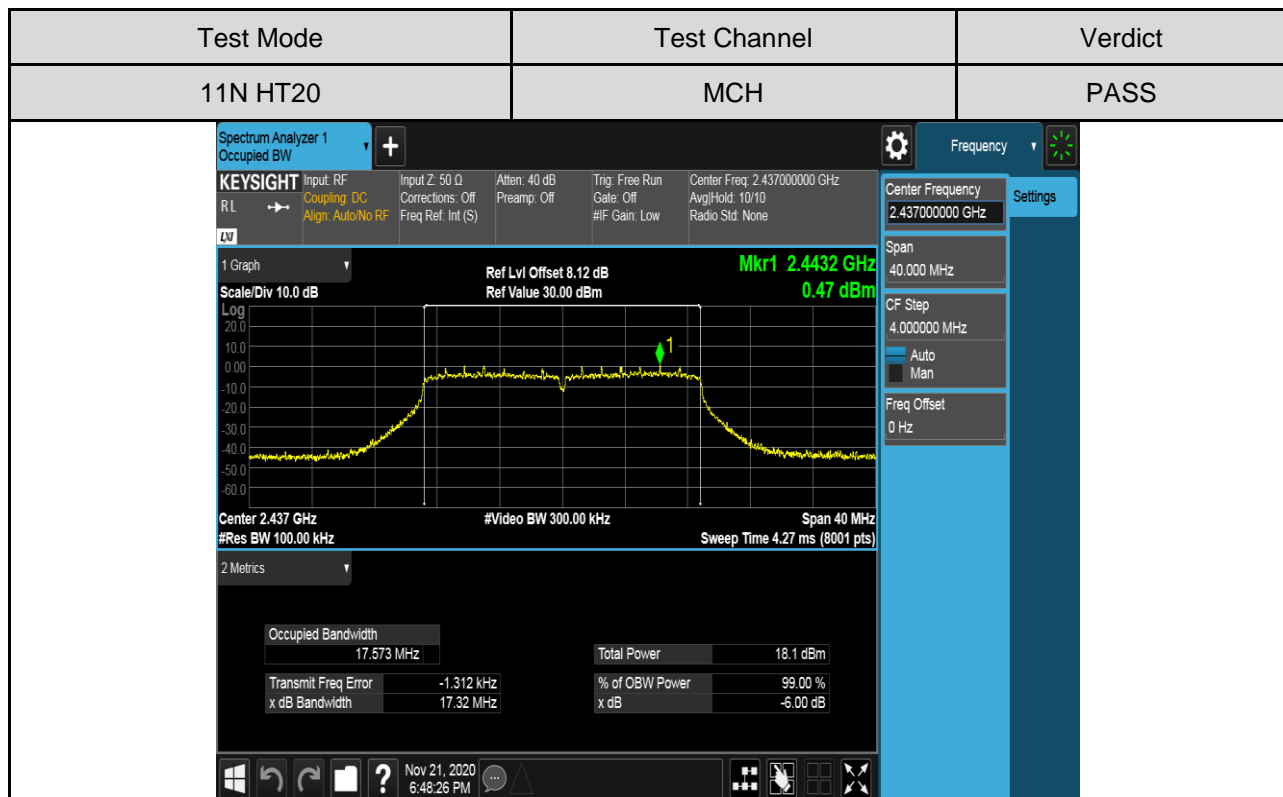 Test Mode Test Channel Verdict
11N HT20 MCH PASS
Spectrum Analyzer 1
Occupied BW
+
Frequency
KEYSIGHT Input: RF Input Z: 50 Ω Atten: 40 dB Trig: Free Run Center Freq: 2.437000000 GHz
R L Coupling: DC Corrections: Off Preamp: Off Gate: Off Avg|Hold: 10/10
Align: Auto/No RF Freq Ref: Int (S) #IF Gain: Low Radio Std: None
LXI
Center Frequency
2.437000000 GHz
Settings
Span
40.000 MHz
CF Step
4.000000 MHz
Auto
Man
Freq Offset
0 Hz
1 Graph Ref Lvl Offset 8.12 dB Mkr1 2.4432 GHz
Scale/Div 10.0 dB Ref Value 30.00 dBm 0.47 dBm
Log
20.0
10.0
1
0.00
-10.0
-20.0
-30.0
-40.0
-50.0
-60.0
Center 2.437 GHz #Video BW 300.00 kHz Span 40 MHz
#Res BW 100.00 kHz Sweep Time 4.27 ms (8001 pts)
2 Metrics
Occupied Bandwidth
17.573 MHz Total Power 18.1 dBm
Transmit Freq Error -1.312 kHz % of OBW Power 99.00 %
x dB Bandwidth 17.32 MHz x dB -6.00 dB
? Nov 21, 2020
6:48:26 PM